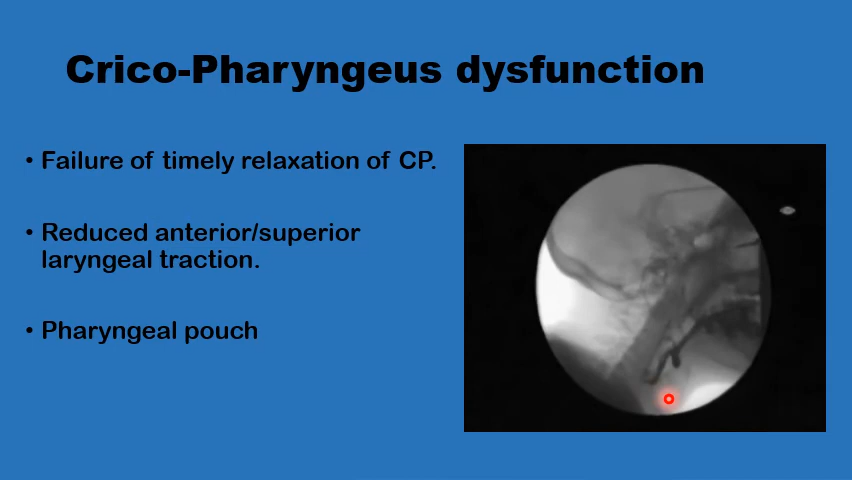 Crico-Pharyngeus dysfunction
• Failure of timely relaxation of CP.
• Reduced anterior/superior
laryngeal traction.
• Pharyngeal pouch